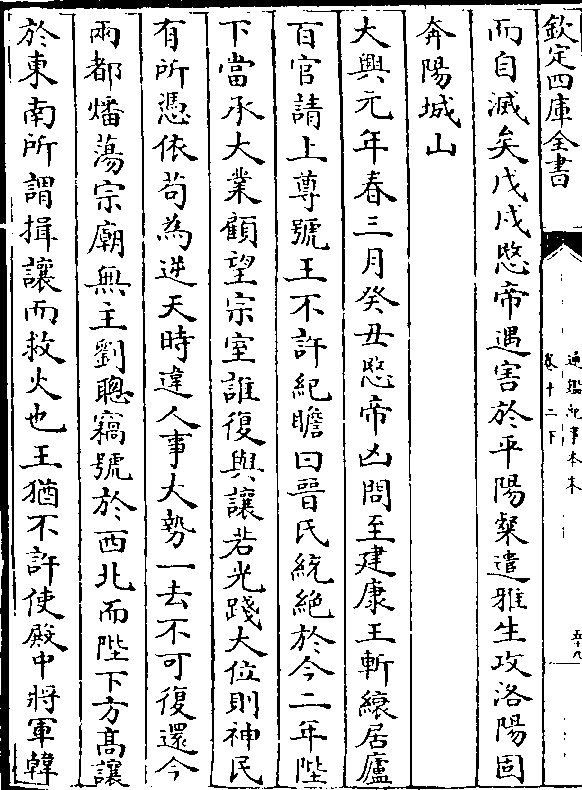 欽定四庫全書
通鑑紀事本末
卷十二下
五十九
而自滅矣戊戌愍帝遇害於平陽粲遣雅生攻洛陽固
奔陽城山
大興元年春三月癸丑愍帝凶問至建康王斬縗居廬
百官請上尊號王不許紀瞻曰晉氏統絶於今二年陛
下當承大業顧望宗室誰復與讓若光踐大位則神民
有所憑依苟為逆天時違人事大勢一去不可復還今
兩都燔蕩宗廟無主劉聰竊號於西北而陛下方髙讓
於東南所謂揖讓而救火也王猶不許使殿中將軍韓